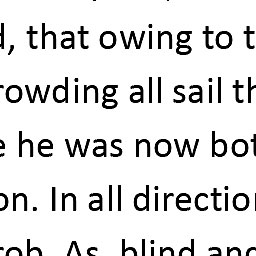 d, that owing to t
rowding all sail th
e he was now bot
on. In all direction
rob. As, blind and